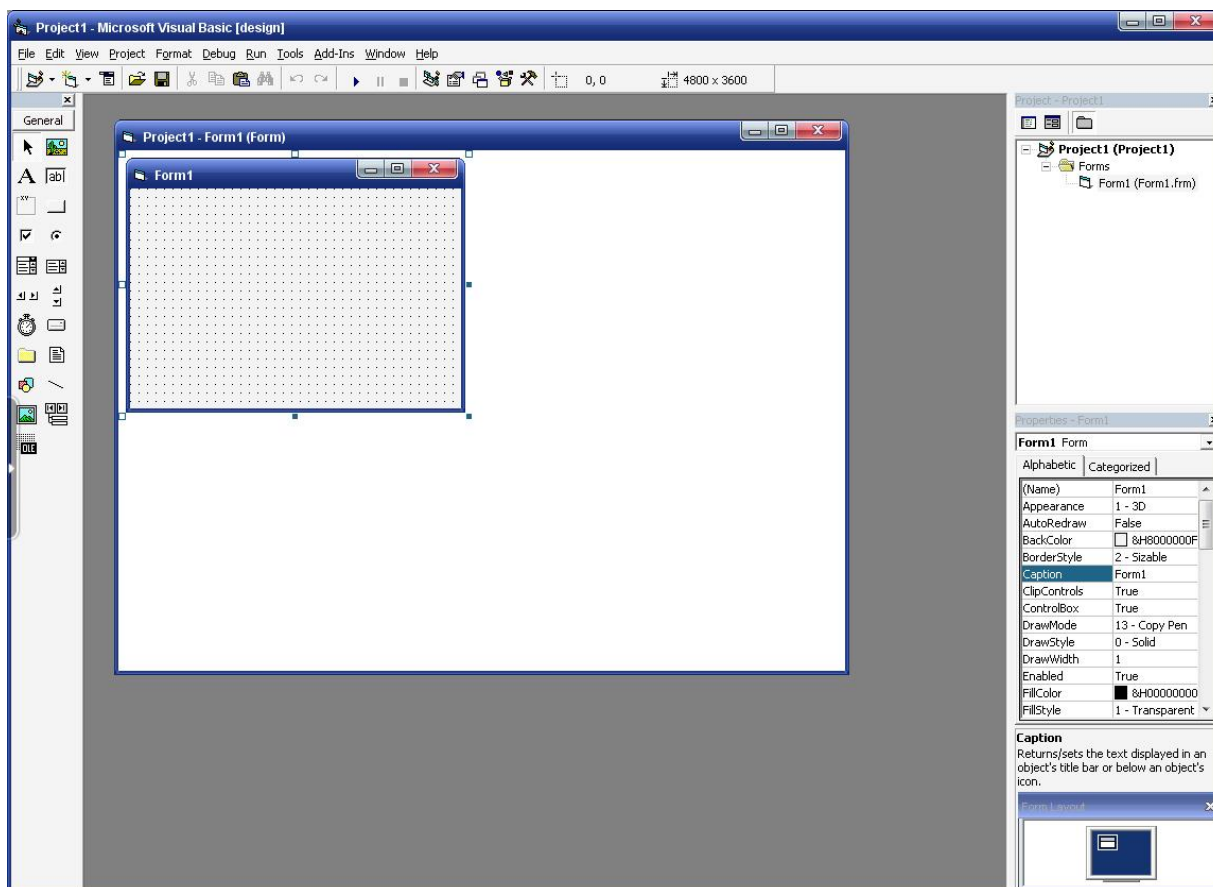 Project1 - Microsoft Visual Basic [design]
File Edit View Project Format Debug Run Tools Add-Ins Window Help
0, 0 4800 x 3600
General
A ab|
xv
OLE
Project1 - Form1 (Form)
Form1
Project - Project1
Project1 (Project1)
Forms
Form1 (Form1.frm)
Properties - Form1
Form1 Form
Alphabetic Categorized
(Name) Form1
Appearance 1 - 3D
AutoRedraw False
BackColor &H8000000F
BorderStyle 2 - Sizable
Caption Form1
ClipControls True
ControlBox True
DrawMode 13 - Copy Pen
DrawStyle 0 - Solid
DrawWidth 1
Enabled True
FillColor &H00000000
FillStyle 1 - Transparent
Caption
Returns/sets the text displayed in an
object's title bar or below an object's
icon.
Form Layout